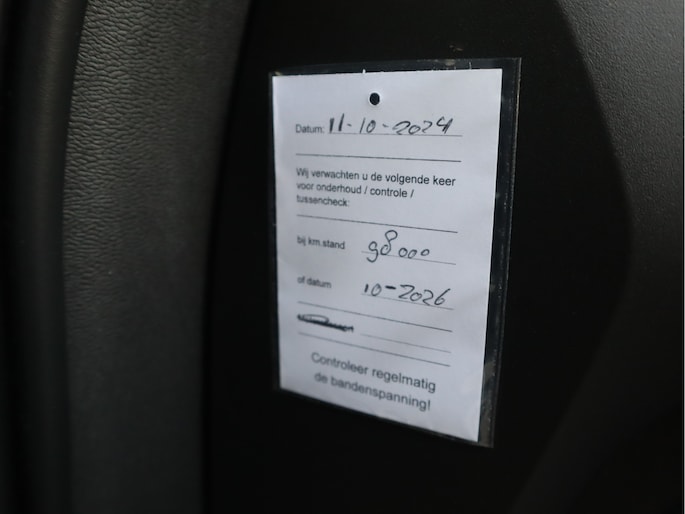 Datum: 11-10-2024
Wij verwachten u de volgende keer
voor onderhoud / controle /
tussencheck:
bij km.stand 98000
of datum 10-2026
Controleer regelmatig
de bandenspanning!